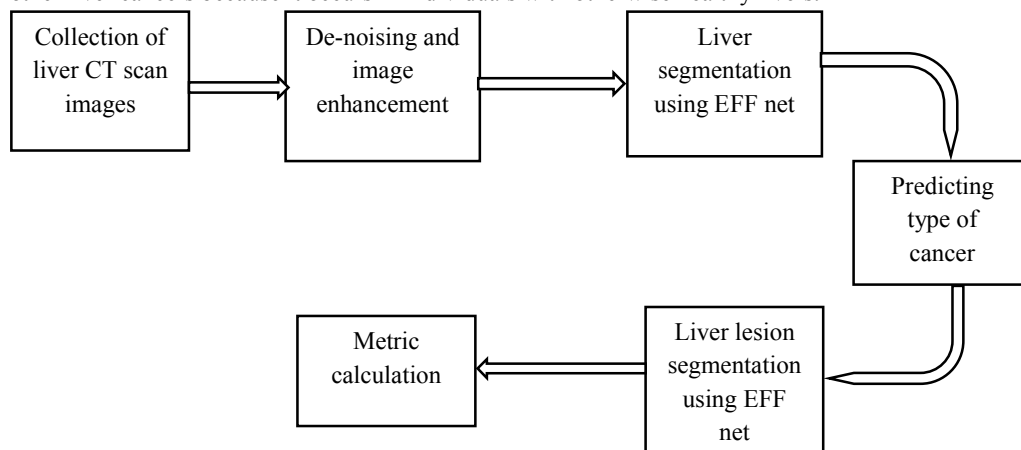 Collection of
liver CT scan
images
De-noising and
image
enhancement
Liver
segmentation
using EFF net
Predicting
type of
cancer
Liver lesion
segmentation
using EFF
net
Metric
calculation